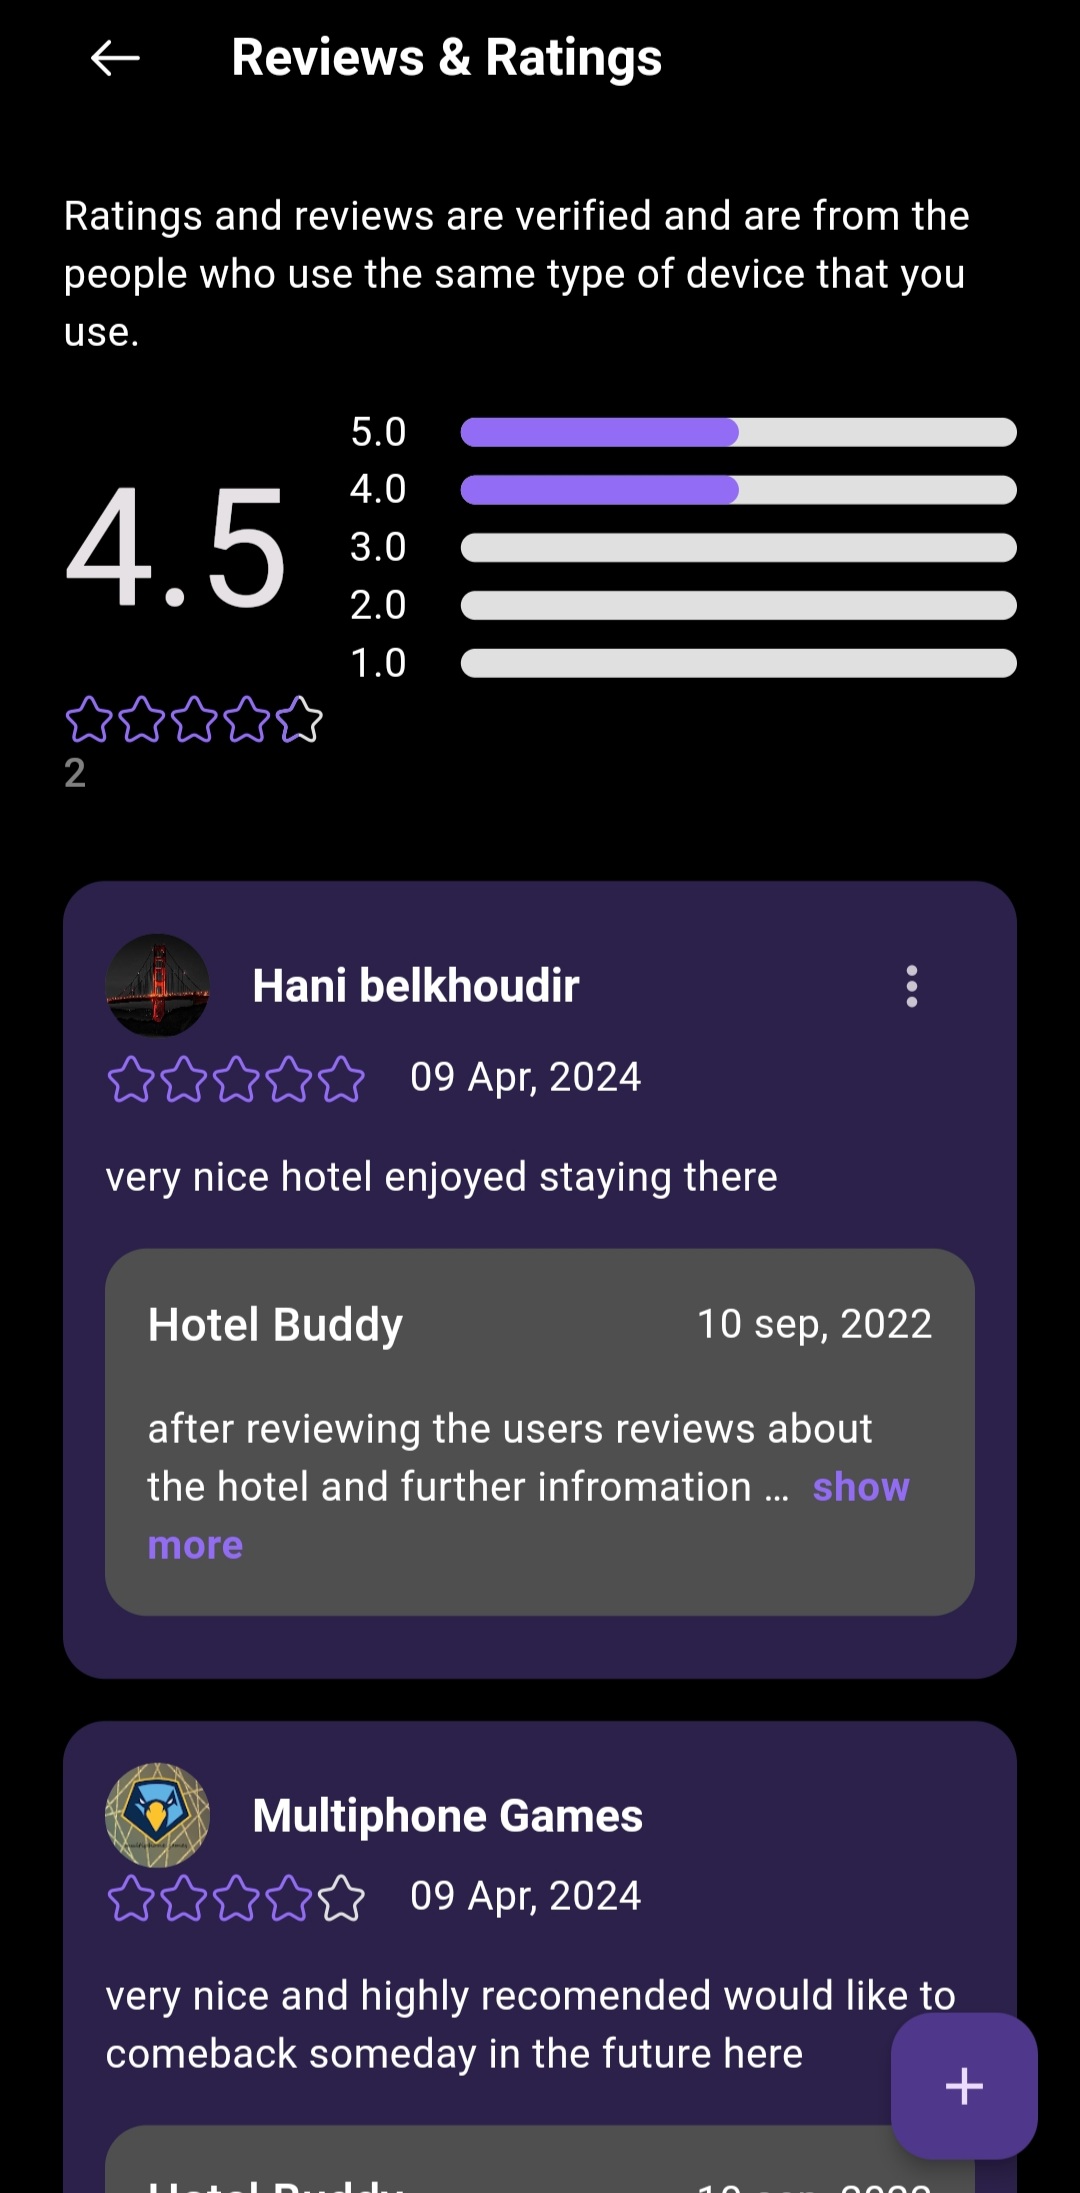 Reviews & Ratings
Ratings and reviews are verified and are from the
people who use the same type of device that you
use.
4.5
5.0
4.0
3.0
2.0
1.0
2
Hani belkhoudir
09 Apr, 2024
very nice hotel enjoyed staying there
Hotel Buddy 10 sep, 2022
after reviewing the users reviews about
the hotel and further infromation ... show
more
Multiphone Games
09 Apr, 2024
very nice and highly recomended would like to
comeback someday in the future here
Hotel Buddy